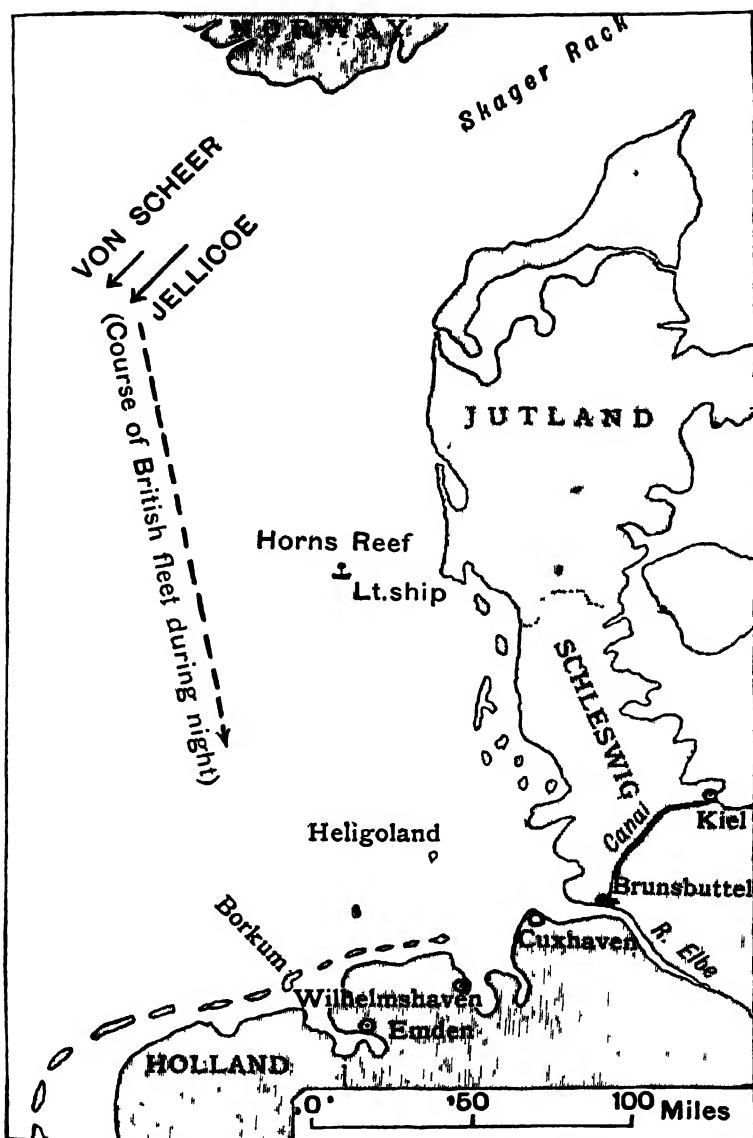 NORWAY
Skager Rack
VON SCHEER
JELLICOE
(Course of British fleet during night)
JUTLAND
Horns Reef
Lt.ship
SCHLESWIG
Canal
Kiel
Heligoland
Brunsbuttel
Borkum
Cuxhaven
R. Elbe
Wilhelmshaven
Emden
HOLLAND
0 50 100 Miles